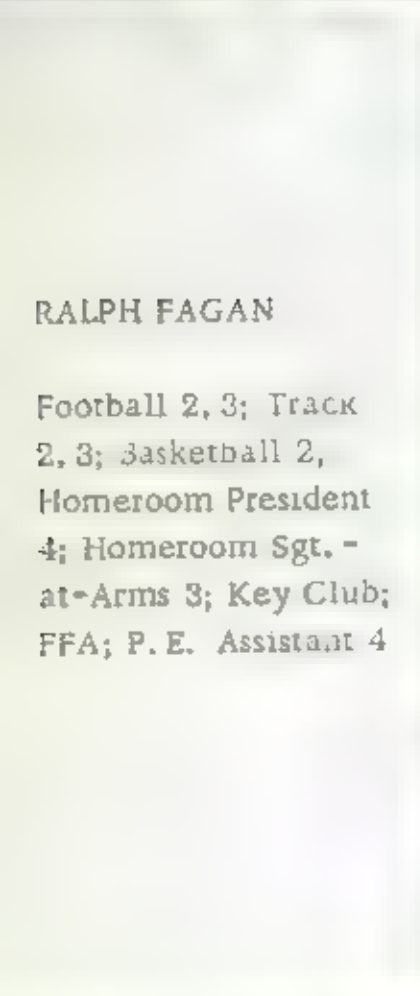 RALPH FAGAN
Football 2, 3; Track
2, 3; Basketball 2,
Homeroom President
4; Homeroom Sgt. -
at-Arms 3; Key Club;
FFA; P. E. Assistant 4